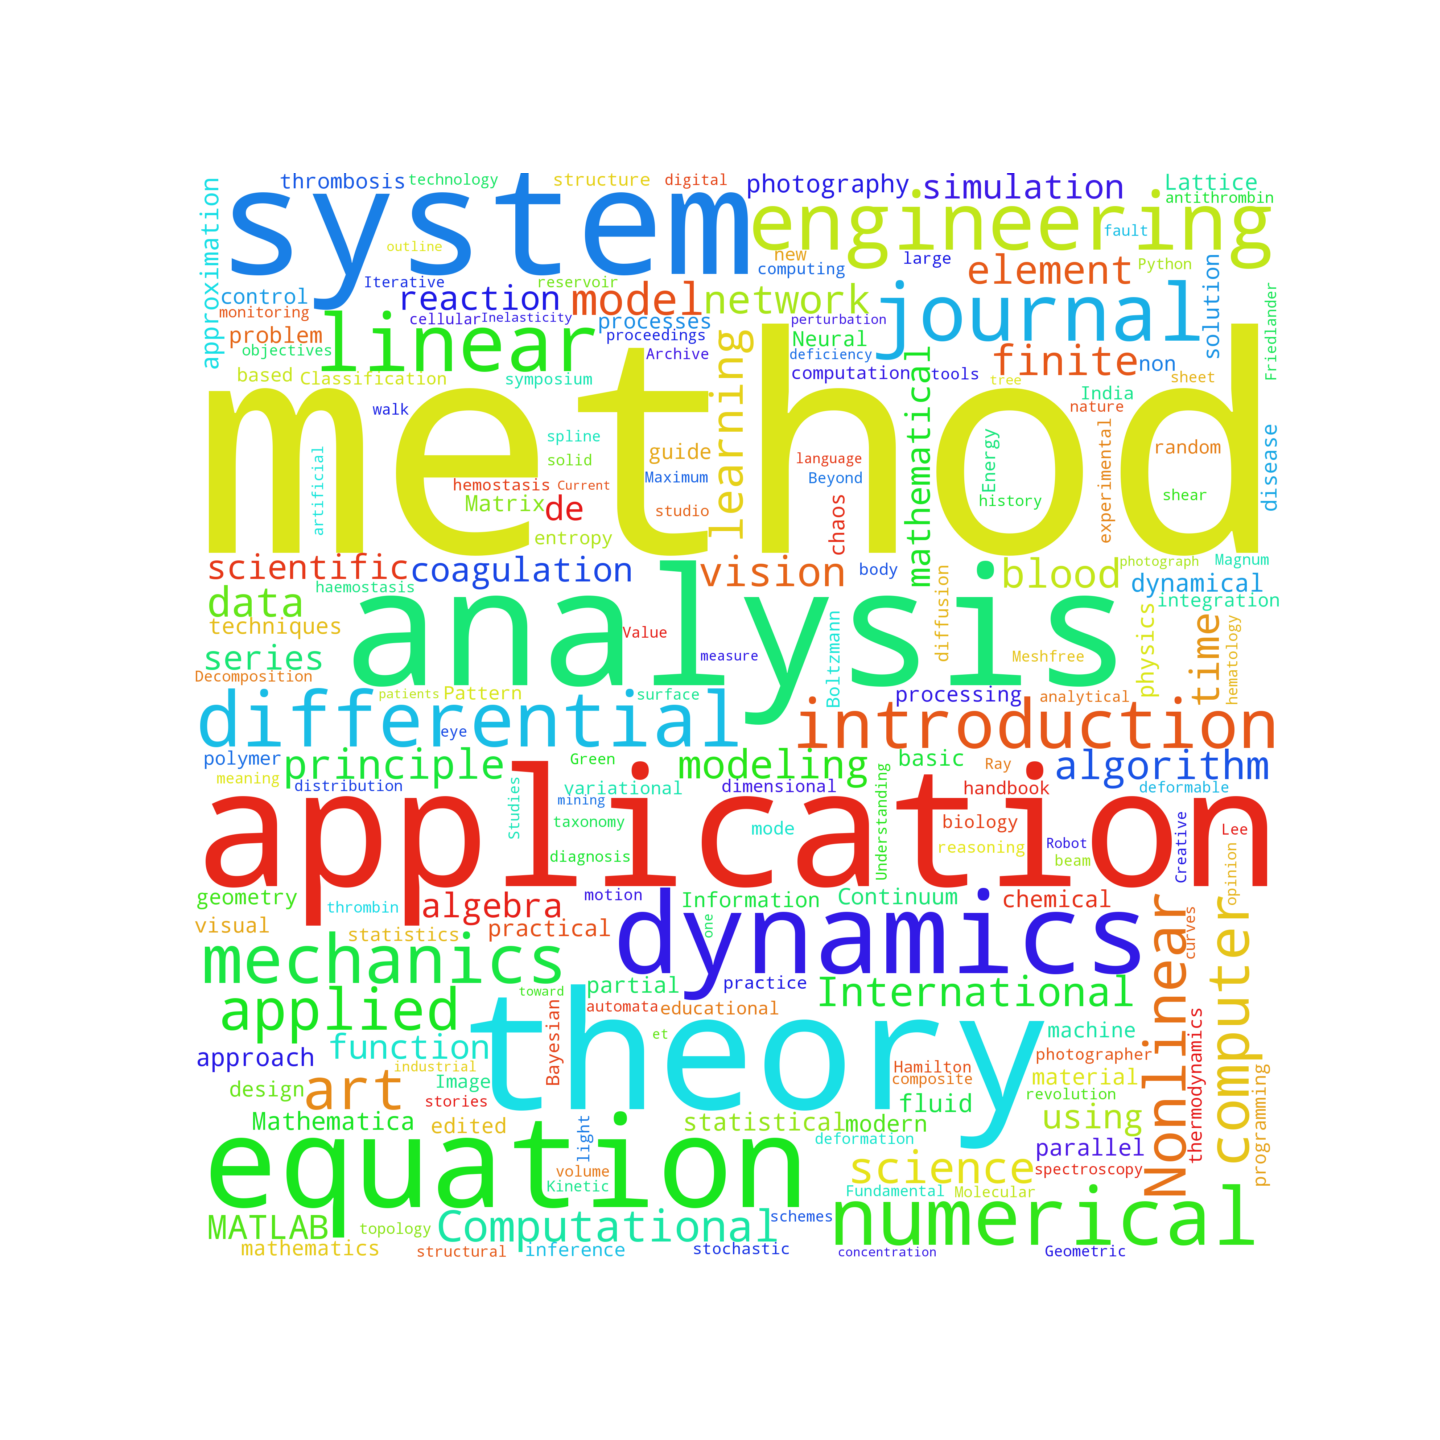 thrombosis technology structure digital photography simulation Lattice
antithrombin
approximation system engineering
outline new fault
computing large element Python
Iterative reservoir
control reaction model network journal solution Friedlander
monitoring cellular Inelasticity processes perturbation
problem linear proceedings Neural
objectives Archive deficiency finite non
based Classification symposium computation tools tree sheet
method learning mathematical India
walk nature
artificial spline guide language Energy experimental random disease
solid Maximum Beyond
hemostasis Current history shear
Matrix de studio chaos
entropy
scientific coagulation vision body blood photograph Magnum
haemostasis dynamical
data analysis diffusion integration
techniques Value Boltzmann physics time hematology
series measure Meshfree
Decomposition
patients Pattern surface processing analytical
differential eye introduction
polymer principle Green modeling basic Ray algorithm
meaning distribution variational dimensional handbook deformable
application Studies mining Understanding
taxonomy mode biology Creative Lee
diagnosis reasoning Robot
beam opinion
geometry thrombin algebra motion Information Continuum chemical
visual statistics practical one dynamics Nonlinear curves computer
mechanics
partial practice International
toward
applied theory automata educational
function Bayesian et machine thermodynamics
approach industrial photographer
design art Image Hamilton material programming
stories composite revolution
Mathematica edited light statistical modern fluid using
equation deformation parallel
volume science spectroscopy
Kinetic Fundamental Molecular
MATLAB topology Computational schemes numerical
mathematics structural inference stochastic concentration Geometric